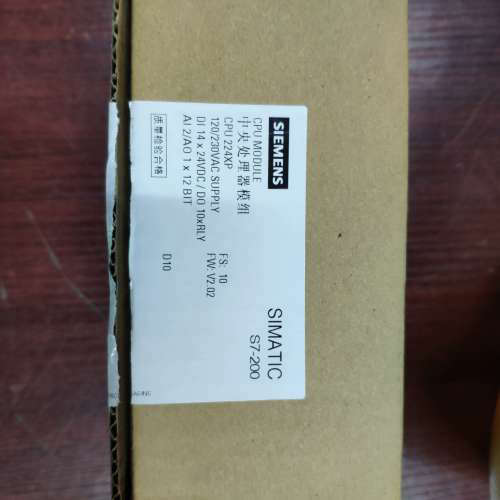 SIEMENS
SIMATIC
S7-200
CPU MODULE
中央处理器模组
CPU 224XP
120/230VAC SUPPLY
DI 14 x 24VDC / DO 10xRLY
AI 2/AO 1 x 12 BIT
FS: 10
FW: V2.02
质量检验合格
D10